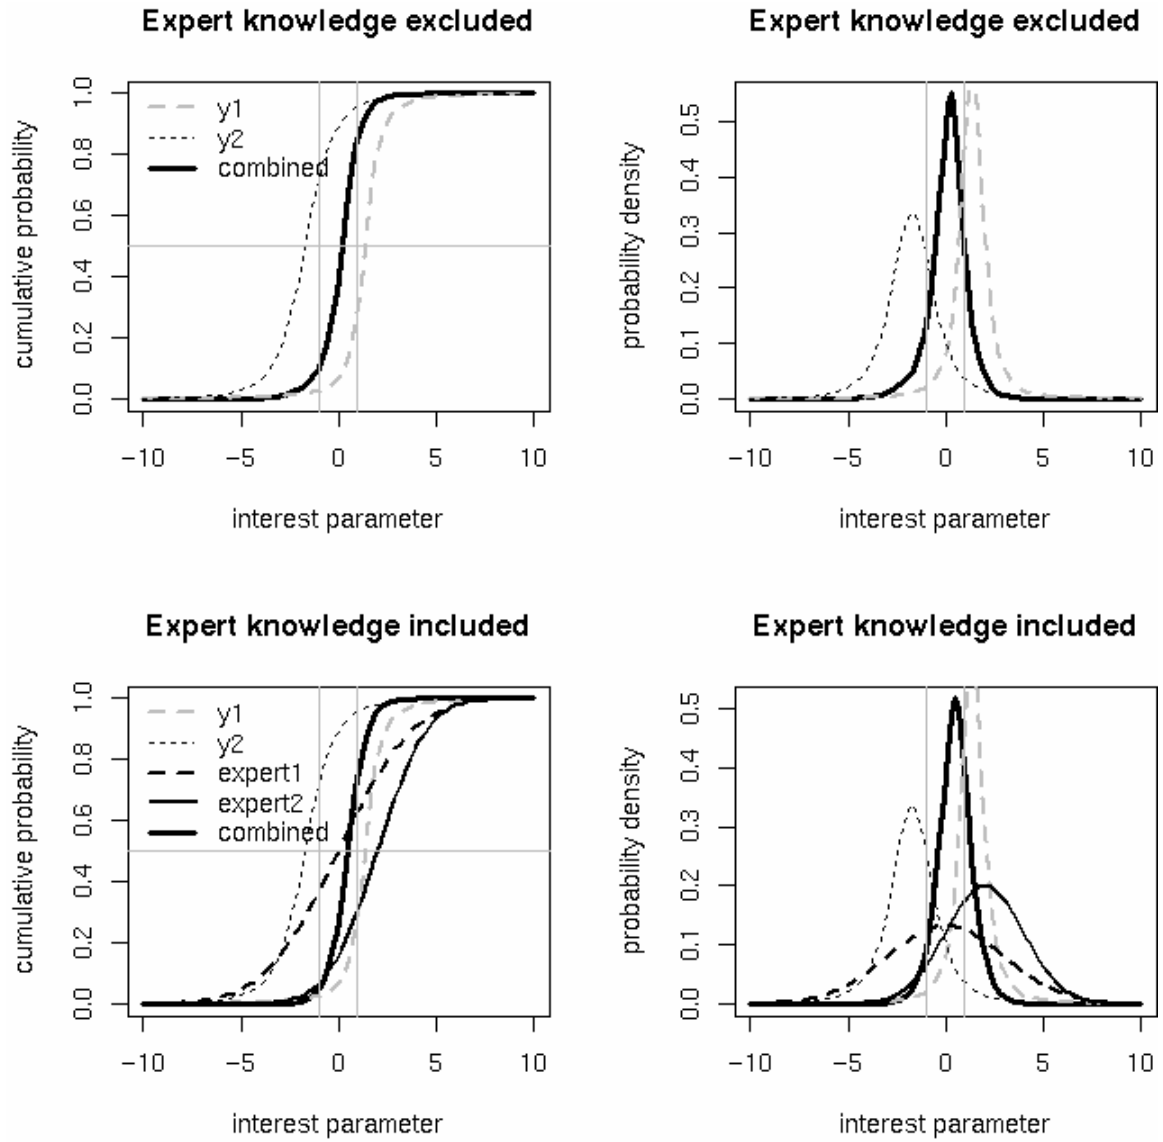 Expert knowledge excluded
cumulative probability
1.0
0.8
0.6
0.4
0.2
0.0
y1
y2
combined
−10 −5 0 5 10
interest parameter
Expert knowledge excluded
probability density
0.5
0.4
0.3
0.2
0.1
0.0
−10 −5 0 5 10
interest parameter
Expert knowledge included
cumulative probability
1.0
0.8
0.6
0.4
0.2
0.0
y1
y2
expert1
expert2
combined
−10 −5 0 5 10
interest parameter
Expert knowledge included
probability density
0.5
0.4
0.3
0.2
0.1
0.0
−10 −5 0 5 10
interest parameter